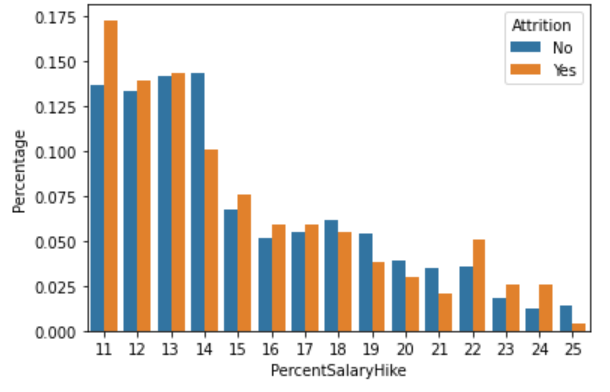 Attrition
No
Yes
0.175
0.150
0.125
0.100
0.075
0.050
0.025
0.000
Percentage
11 12 13 14 15 16 17 18 19 20 21 22 23 24 25
PercentSalaryHike